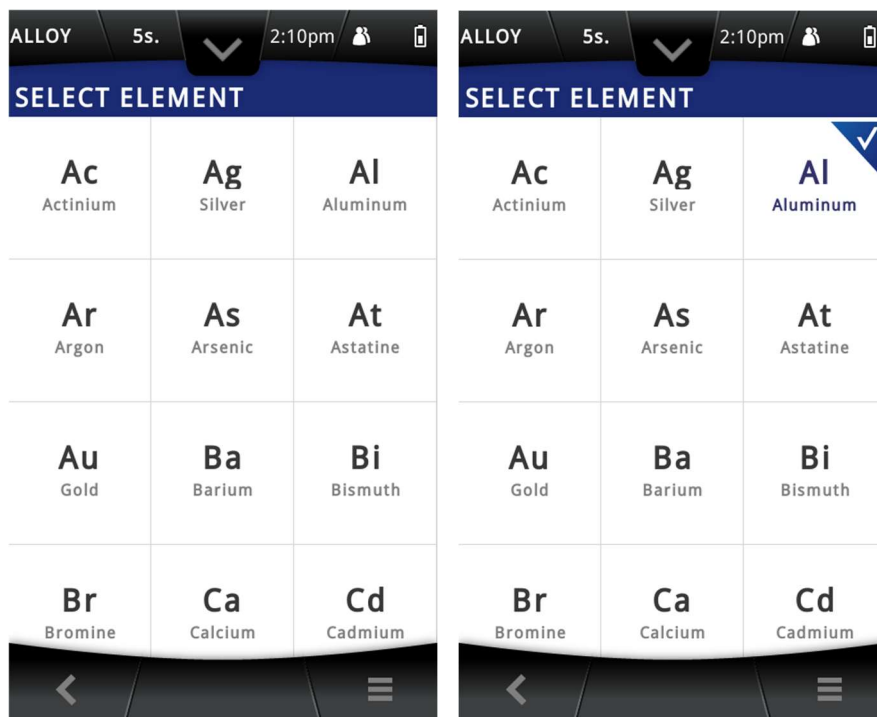 ALLOY 5s. 2:10pm
SELECT ELEMENT
Ac Ag Al
Actinium Silver Aluminum
Ar As At
Argon Arsenic Astatine
Au Ba Bi
Gold Barium Bismuth
Br Ca Cd
Bromine Calcium Cadmium
ALLOY 5s. 2:10pm
SELECT ELEMENT
Ac Ag Al
Actinium Silver Aluminum
Ar As At
Argon Arsenic Astatine
Au Ba Bi
Gold Barium Bismuth
Br Ca Cd
Bromine Calcium Cadmium